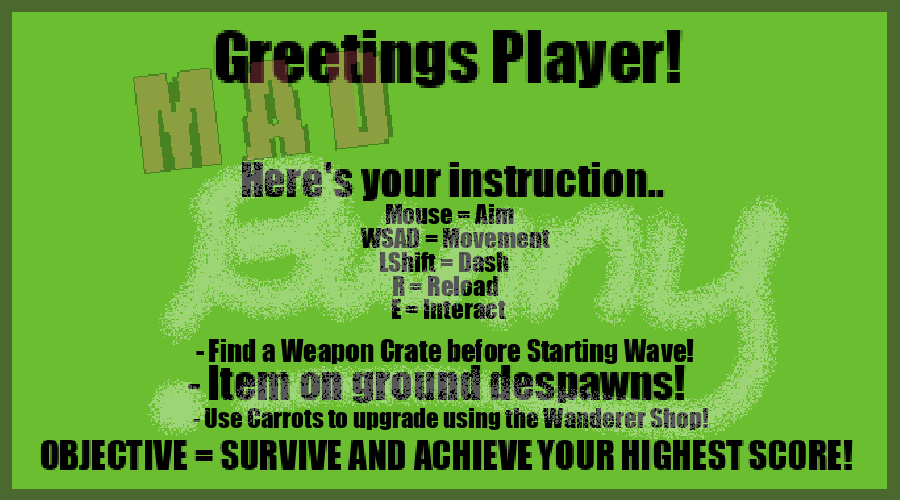 Greetings Player!
MAD
Here's your instruction..
Bunny
Mouse = Aim
WSAD = Movement
LShift = Dash
R = Reload
E = Interact
- Find a Weapon Crate before Starting Wave!
- Item on ground despawns!
- Use Carrots to upgrade using the Wanderer Shop!
OBJECTIVE = SURVIVE AND ACHIEVE YOUR HIGHEST SCORE!